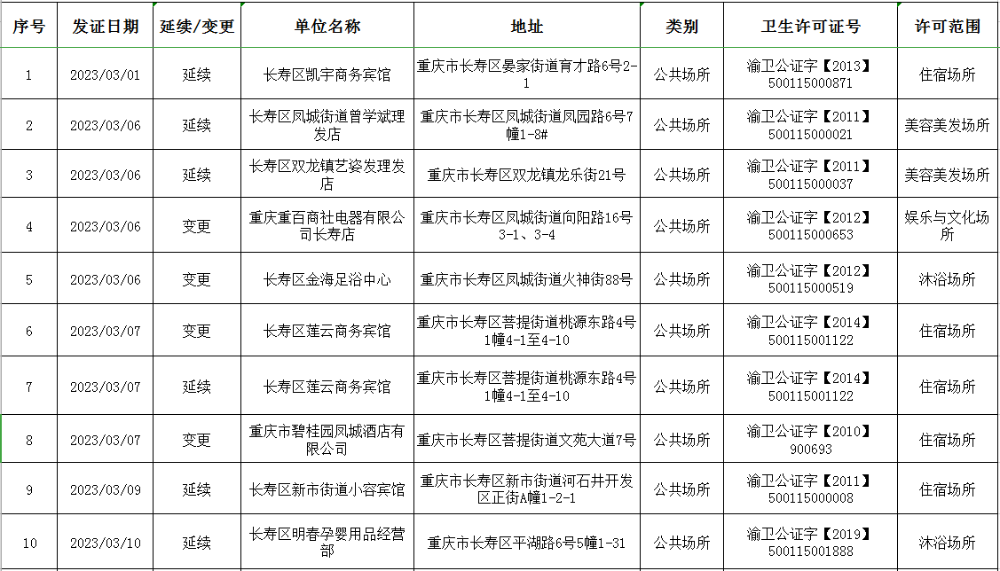 序号 发证日期 延续/变更 单位名称 地址 类别 卫生许可证号 许可范围
1 2023/03/01 延续 长寿区凯宇商务宾馆 重庆市长寿区晏家街道育才路6号2-
1 公共场所 渝卫公证字【2013】
500115000871 住宿场所
2 2023/03/06 延续 长寿区凤城街道曾学斌理
发店 重庆市长寿区凤城街道凤园路6号7
幢1-8# 公共场所 渝卫公证字【2011】
500115000021 美容美发场所
3 2023/03/06 延续 长寿区双龙镇艺姿发理发
店 重庆市长寿区双龙镇龙乐街21号 公共场所 渝卫公证字【2011】
500115000037 美容美发场所
4 2023/03/06 变更 重庆重百商社电器有限公
司长寿店 重庆市长寿区凤城街道向阳路16号
3-1、3-4 公共场所 渝卫公证字【2012】
500115000653 娱乐与文化场
所
5 2023/03/06 变更 长寿区金海足浴中心 重庆市长寿区凤城街道火神街88号 公共场所 渝卫公证字【2012】
500115000519 沐浴场所
6 2023/03/07 变更 长寿区莲云商务宾馆 重庆市长寿区菩提街道桃源东路4号
1幢4-1至4-10 公共场所 渝卫公证字【2014】
500115001122 住宿场所
7 2023/03/07 延续 长寿区莲云商务宾馆 重庆市长寿区菩提街道桃源东路4号
1幢4-1至4-10 公共场所 渝卫公证字【2014】
500115001122 住宿场所
8 2023/03/07 变更 重庆市碧桂园凤城酒店有
限公司 重庆市长寿区菩提街道文苑大道7号 公共场所 渝卫公证字【2010】
900693 住宿场所
9 2023/03/09 延续 长寿区新市街道小容宾馆 重庆市长寿区新市街道河石井开发
区正街A幢1-2-1 公共场所 渝卫公证字【2011】
500115000008 住宿场所
10 2023/03/10 延续 长寿区明春孕婴用品经营
部 重庆市长寿区平湖路6号5幢1-31 公共场所 渝卫公证字【2019】
500115001888 沐浴场所